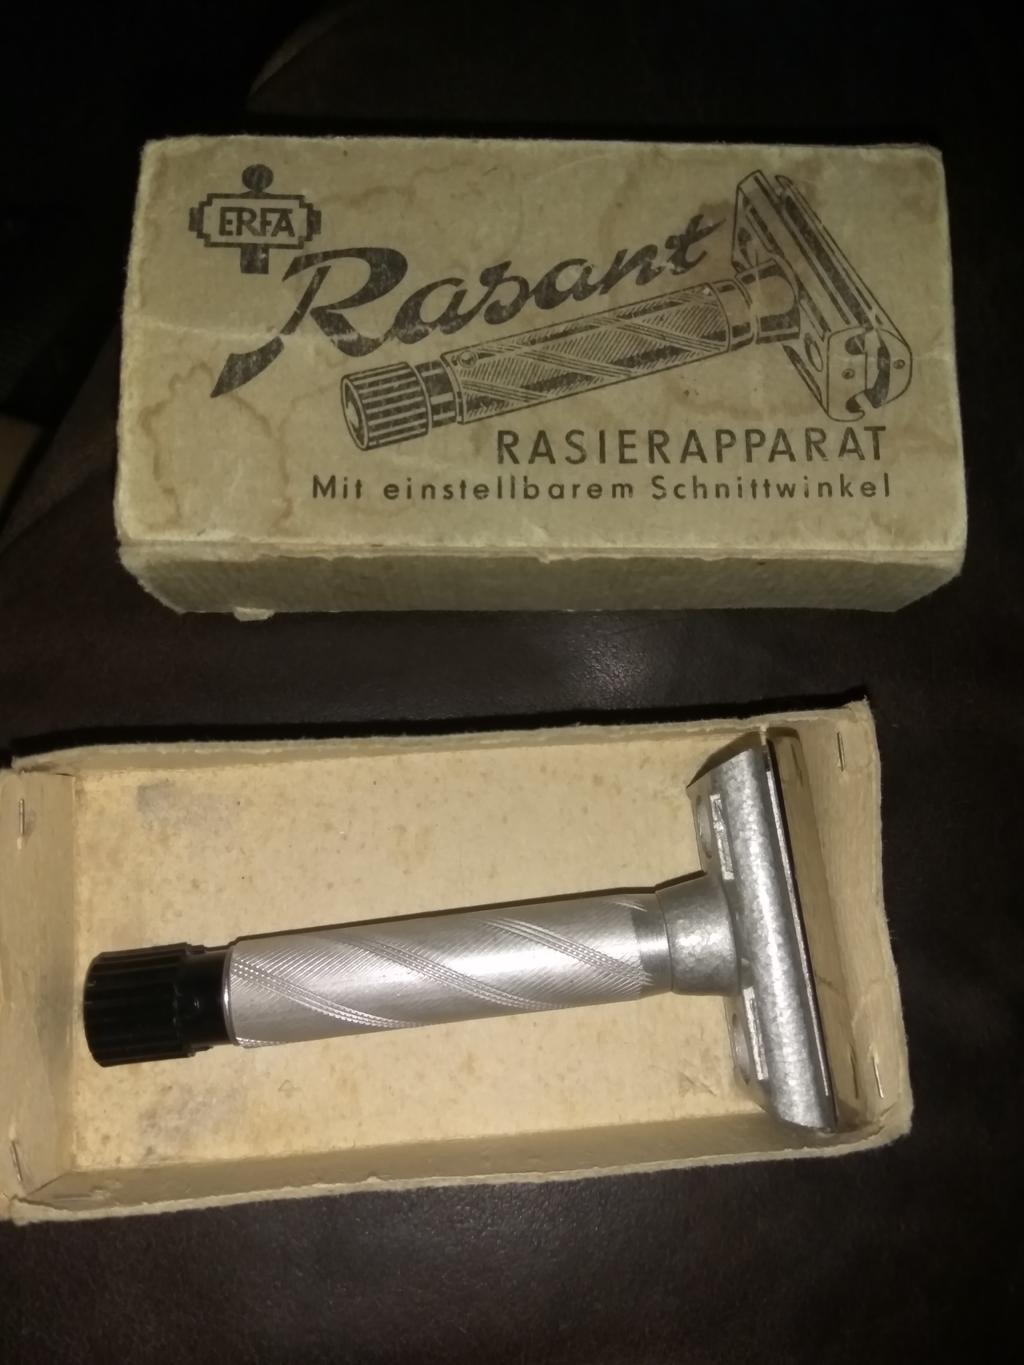 ERFA
Rasant
RASIERAPPARAT
Mit einstellbarem Schnittwinkel